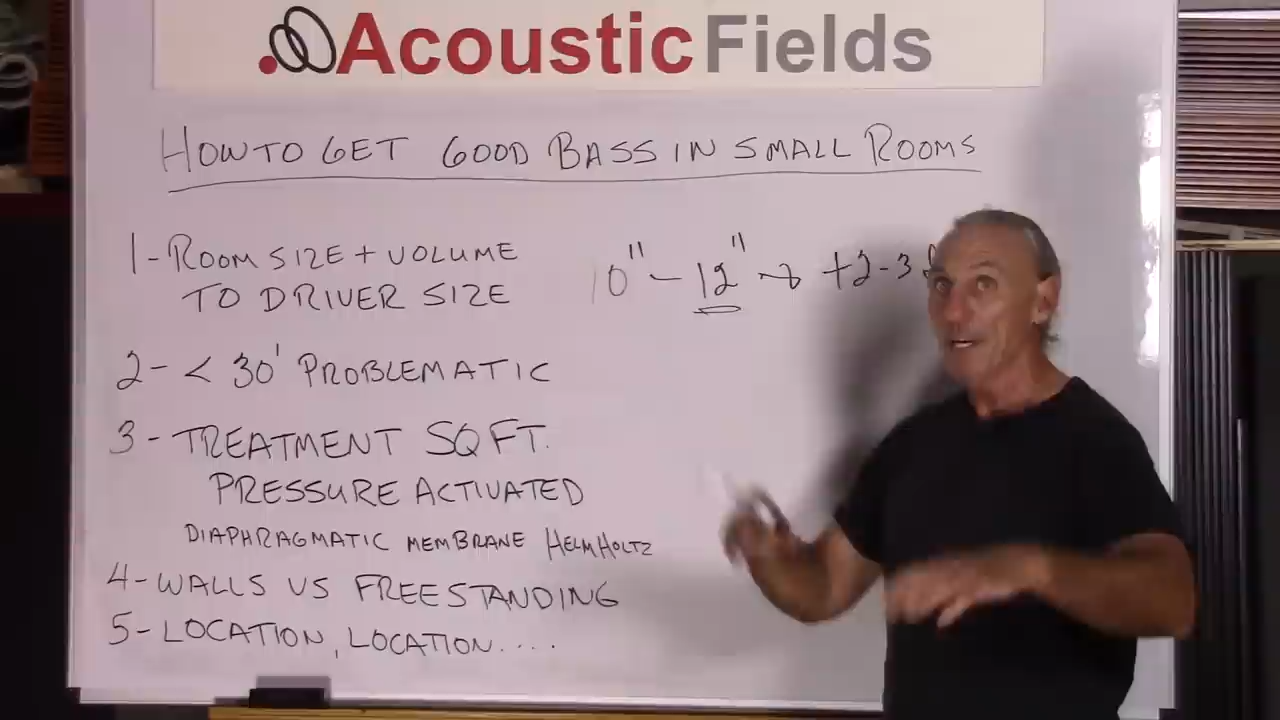 AcousticFields
HOW TO GET GOOD BASS IN SMALL ROOMS
1-ROOM SIZE + VOLUME
TO DRIVER SIZE
10" - 12" → +2-3
2- < 30' PROBLEMATIC
3-TREATMENT SQ FT.
PRESSURE ACTIVATED
DIAPHRAGMATIC MEMBRANE HELMHOLTZ
4-WALLS VS FREESTANDING
5-LOCATION, LOCATION....